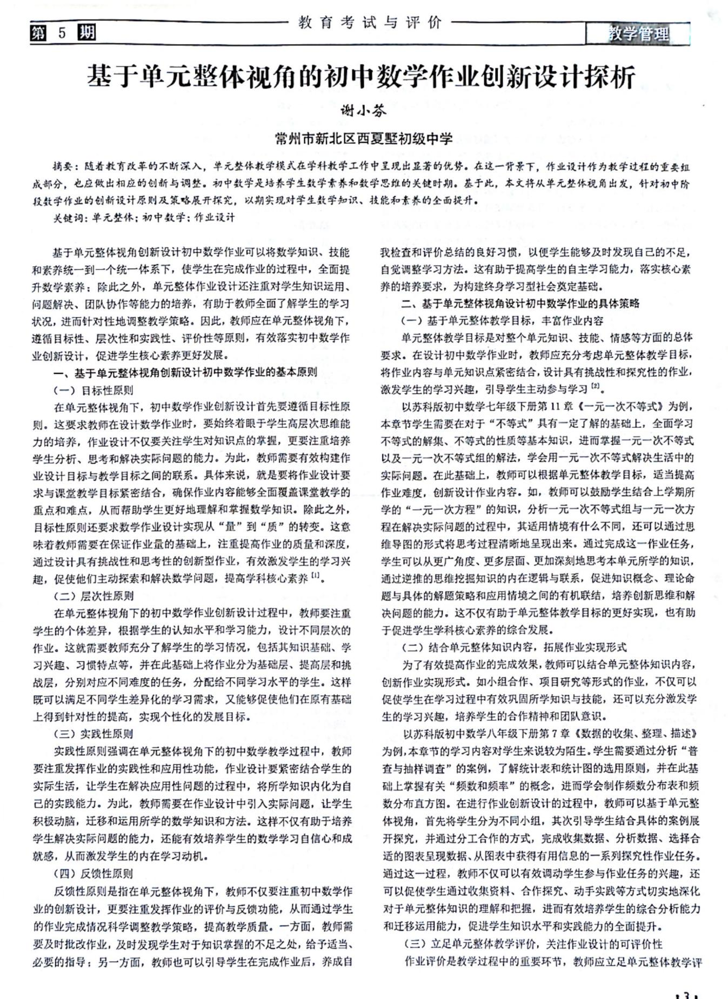 教育考试与评价
第 5 期
教学管理
基于单元整体视角的初中数学作业创新设计探析
谢小芬
常州市新北区西夏墅初级中学
摘要：随着教育改革的不断深入，单元整体教学模式在学科教学工作中呈现出显著的优势。在这一背景下，作业设计作为教学过程的重要组
成部分，也应做出相应的创新与调整。初中数学是培养学生数学素养和数学思维的关键时期。基于此，本文将从单元整体视角出发，针对初中阶
段数学作业的创新设计原则及策略展开探究，以期实现对学生数学知识、技能和素养的全面提升。
关键词：单元整体；初中数学；作业设计
基于单元整体视角创新设计初中数学作业可以将数学知识、技能
和素养统一到一个统一体系下，使学生在完成作业的过程中，全面提
升数学素养；除此之外，单元整体作业设计还注重对学生知识运用、
问题解决、团队协作等能力的培养，有助于教师全面了解学生的学习
状况，进而针对性地调整教学策略。因此，教师应在单元整体视角下，
遵循目标性、层次性和实践性、评价性等原则，有效落实初中数学作
业创新设计，促进学生核心素养更好发展。
一、基于单元整体视角创新设计初中数学作业的基本原则
（一）目标性原则
在单元整体视角下，初中数学作业创新设计首先要遵循目标性原
则。这要求教师在设计数学作业时，要始终着眼于学生高层次思维能
力的培养，作业设计不仅要关注学生对知识点的掌握，更要注重培养
学生分析、思考和解决实际问题的能力。为此，教师需要有效构建作
业设计目标与教学目标之间的联系。具体来说，就是要将作业设计要
求与课堂教学目标紧密结合，确保作业内容能够全面覆盖课堂教学的
重点和难点，从而帮助学生更好地理解和掌握数学知识。除此之外，
目标性原则还要求数学作业设计实现从“量”到“质”的转变。这意
味着教师需要在保证作业量的基础上，注重提高作业的质量和深度，
通过设计具有挑战性和思考性的创新型作业，有效激发学生的学习兴
趣，促使他们主动探索和解决数学问题，提高学科核心素养[1]。
（二）层次性原则
在单元整体视角下的初中数学作业创新设计过程中，教师要注重
学生的个体差异，根据学生的认知水平和学习能力，设计不同层次的
作业。这就需要教师充分了解学生的学习情况，包括其知识基础、学
习兴趣、习惯特点等，并在此基础上将作业分为基础层、提高层和挑
战层，分别对应不同难度的任务，分配给不同学习水平的学生。这样
既可以满足不同学生差异化的学习需求，又能够促使他们在原有基础
上得到针对性的提高，实现个性化的发展目标。
（三）实践性原则
实践性原则强调在单元整体视角下的初中数学教学过程中，教师
要注重发挥作业的实践性和应用性功能，作业设计要紧密结合学生的
实际生活，让学生在解决应用性问题的过程中，将所学知识内化为自
己的实践能力。为此，教师需要在作业设计中引入实际问题，让学生
积极动脑，迁移和运用所学的数学知识和方法。这样不仅有助于培养
学生解决实际问题的能力，还能有效培养学生的数学学习自信心和成
就感，从而激发学生的内在学习动机。
（四）反馈性原则
反馈性原则是指在单元整体视角下，教师不仅要注重初中数学作
业的创新设计，更要注重发挥作业的评价与反馈功能，从而通过学生
的作业完成情况科学调整教学策略，提高教学质量。一方面，教师需
要及时批改作业，及时发现学生对于知识掌握的不足之处，给予适当、
必要的指导；另一方面，教师也可以引导学生在完成作业后，养成自
我检查和评价总结的良好习惯，以便学生能够及时发现自己的不足，
自觉调整学习方法。这有助于提高学生的自主学习能力，落实核心素
养的培养要求，为构建终身学习型社会奠定基础。
二、基于单元整体视角设计初中数学作业的具体策略
（一）基于单元整体教学目标，丰富作业内容
单元整体教学目标是对整个单元知识、技能、情感等方面的总体
要求。在设计初中数学作业时，教师应充分考虑单元整体教学目标，
将作业内容与单元知识点紧密结合，设计具有挑战性和探究性的作业，
激发学生的学习兴趣，引导学生主动参与学习[2]。
以苏科版初中数学七年级下册第 11 章《一元一次不等式》为例，
本章节学生需要在对于“不等式”具有一定了解的基础上，全面学习
不等式的解集、不等式的性质等基本知识，进而掌握一元一次不等式
以及一元一次不等式组的解法，学会用一元一次不等式解决生活中的
实际问题。在此基础上，教师可以根据单元整体教学目标，适当提高
作业难度，创新设计作业内容。如，教师可以鼓励学生结合上学期所
学的“一元一次方程”的知识，分析一元一次不等式组与一元一次方
程在解决实际问题的过程中，其适用情境有什么不同，还可以通过思
维导图的形式将思考过程清晰地呈现出来。通过完成这一作业任务，
学生可以从更广角度、更多层面、更加深刻地思考本单元所学的知识，
通过逆推的思维挖掘知识的内在逻辑与联系，促进知识概念、理论命
题与具体的解题策略和应用情境之间的有机联结，培养创新思维和解
决问题的能力。这不仅有助于单元整体教学目标的更好实现，也有助
于促进学生学科核心素养的综合发展。
（二）结合单元整体知识内容，拓展作业实现形式
为了有效提高作业的完成效果，教师可以结合单元整体知识内容，
创新作业实现形式。如小组合作、项目研究等形式的作业，不仅可以
促使学生在学习过程中有效巩固所学知识与技能，还可以充分激发学
生的学习兴趣，培养学生的合作精神和团队意识。
以苏科版初中数学八年级下册第 7 章《数据的收集、整理、描述》
为例，本章节的学习内容对学生来说较为陌生。学生需要通过分析“普
查与抽样调查”的案例，了解统计表和统计图的选用原则，并在此基
础上掌握有关“频数和频率”的概念，进而学会制作频数分布表和频
数分布直方图。在进行作业创新设计的过程中，教师可以基于单元整
体视角，首先将学生分为不同小组，其次引导学生结合具体的案例展
开探究，并通过分工合作的方式，完成收集数据、分析数据、选择合
适的图表呈现数据、从图表中获得有用信息的一系列探究性作业任务。
通过这一过程，教师不仅可以有效调动学生参与作业任务的兴趣，还
可以促使学生通过收集资料、合作探究、动手实践等方式切实地深化
对于单元整体知识的理解和把握，进而有效培养学生的综合分析能力
和迁移运用能力，促进学生知识水平和实践能力的全面提升。
（三）立足单元整体教学评价，关注作业设计的可评价性
作业评价是教学过程中的重要环节，教师应立足单元整体教学评